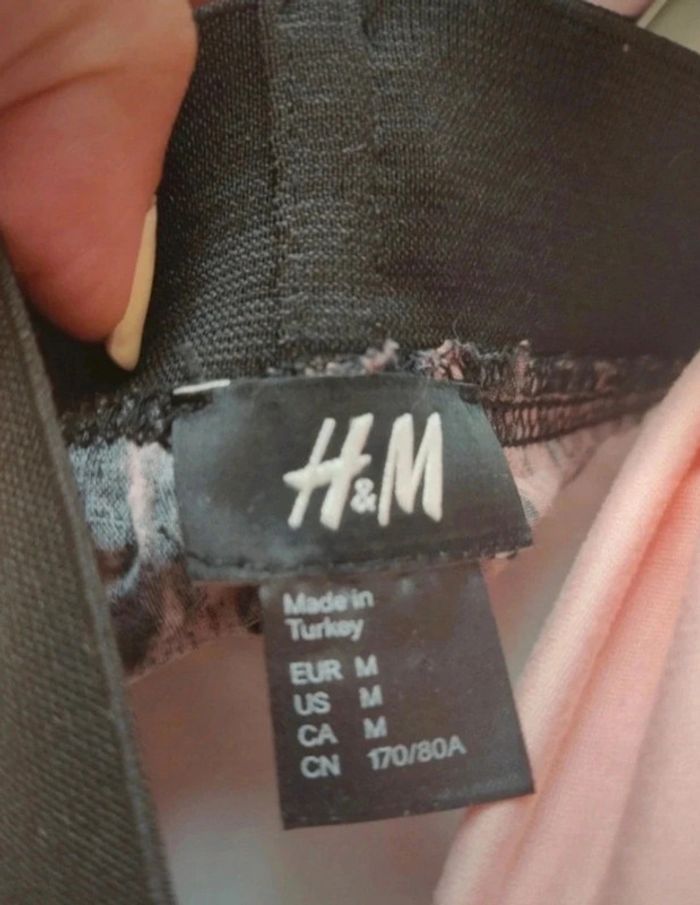 H&M
Made in
Turkey
EUR M
US M
CA M
CN 170/80A